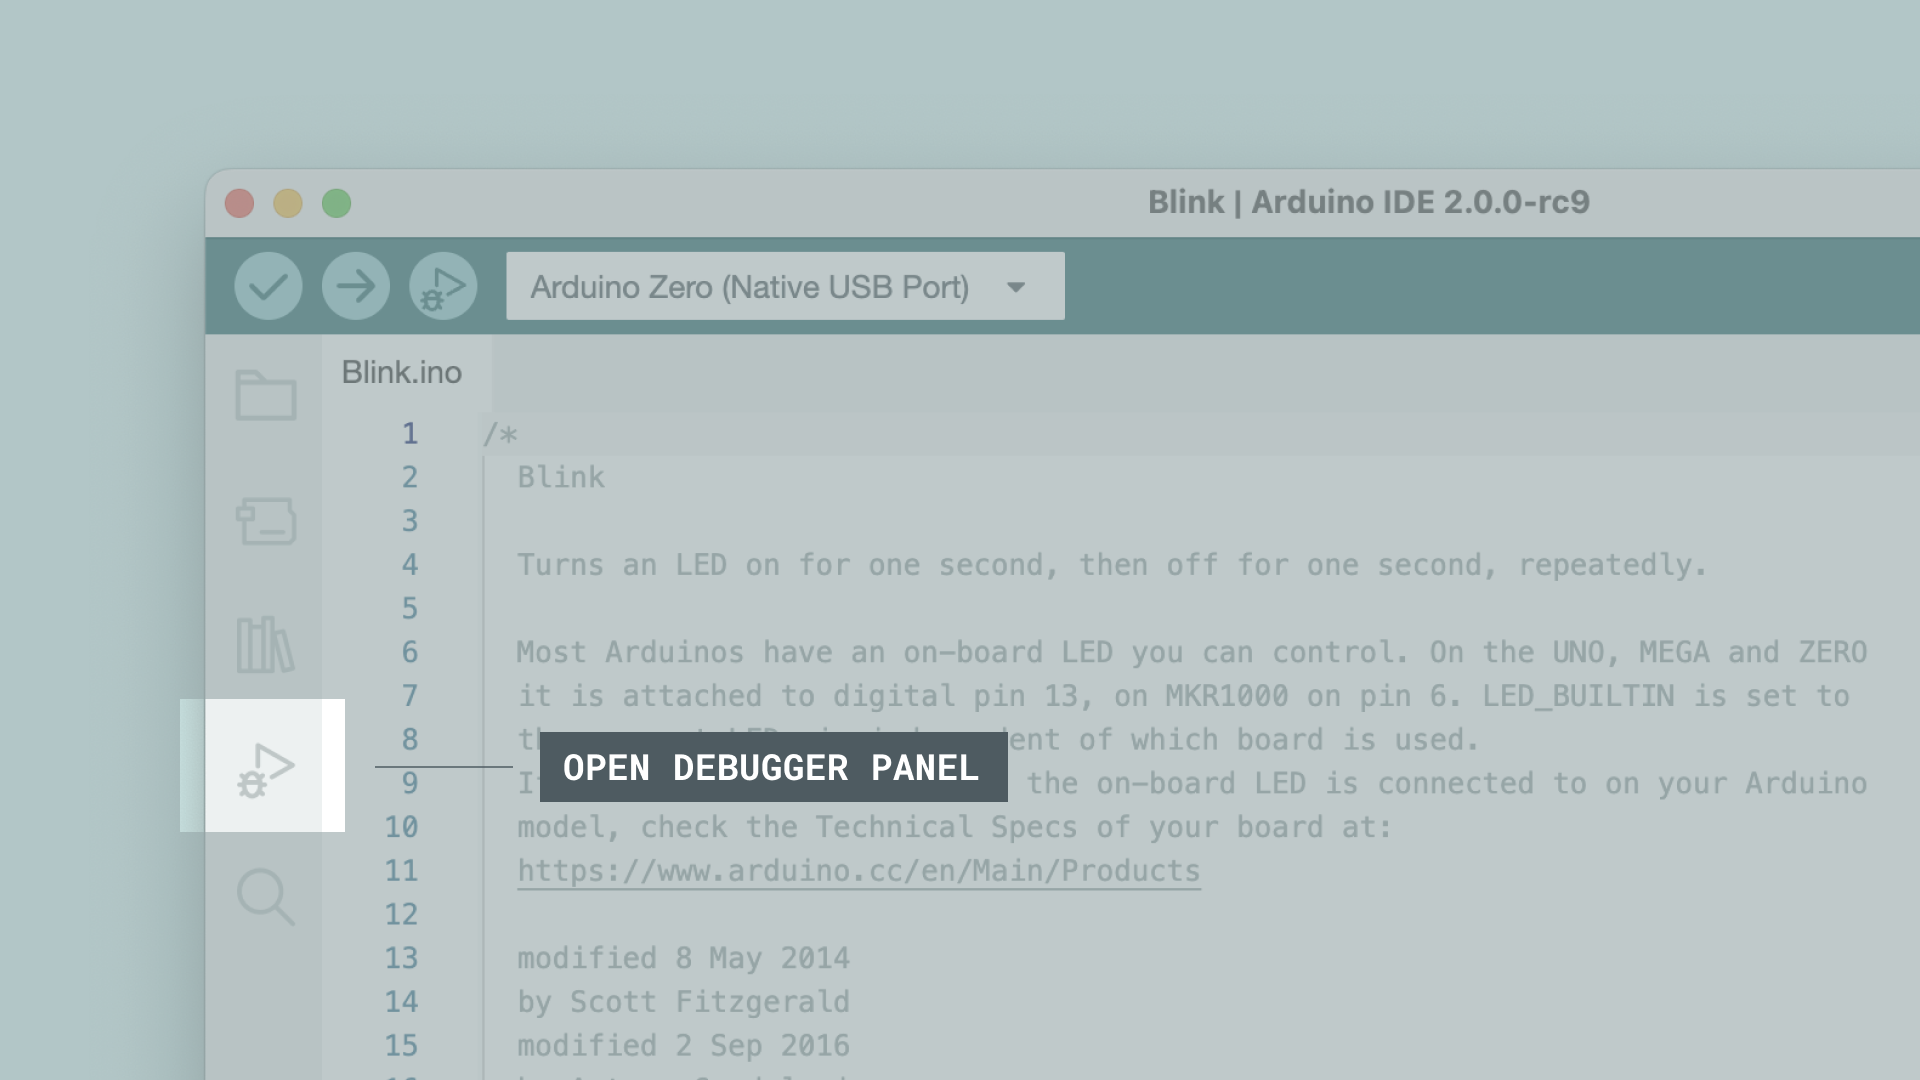 Blink | Arduino IDE 2.0.0-rc9
Arduino Zero (Native USB Port)
Blink.ino
1 /*
2 Blink
3
4 Turns an LED on for one second, then off for one second, repeatedly.
5
6 Most Arduinos have an on-board LED you can control. On the UNO, MEGA and ZERO
7 it is attached to digital pin 13, on MKR1000 on pin 6. LED_BUILTIN is set to
8 of which board is used.
OPEN DEBUGGER PANEL
9 the on-board LED is connected to on your Arduino
10 model, check the Technical Specs of your board at:
11 https://www.arduino.cc/en/Main/Products
12
13 modified 8 May 2014
14 by Scott Fitzgerald
15 modified 2 Sep 2016